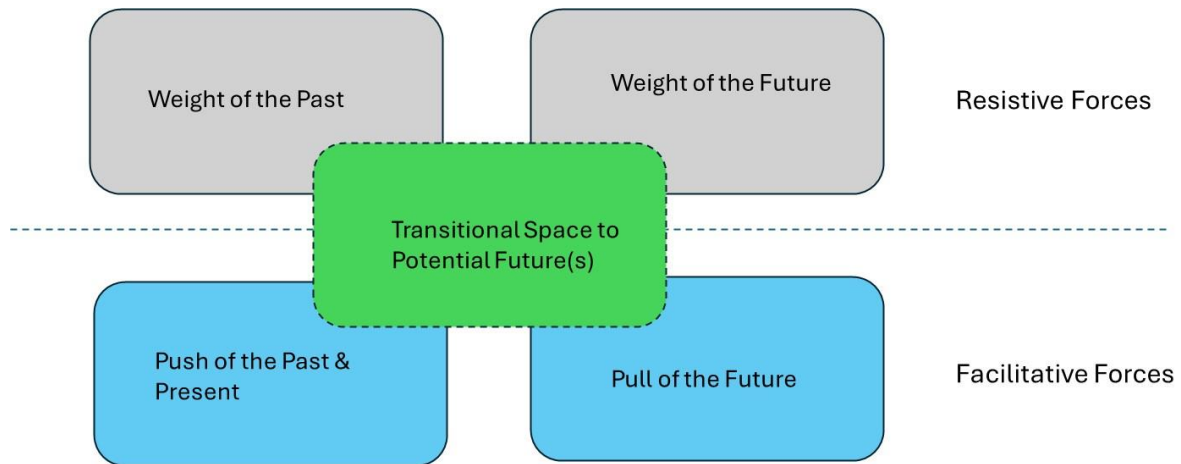 Weight of the Past
Weight of the Future
Resistive Forces
Transitional Space to
Potential Future(s)
Push of the Past &
Present
Pull of the Future
Facilitative Forces